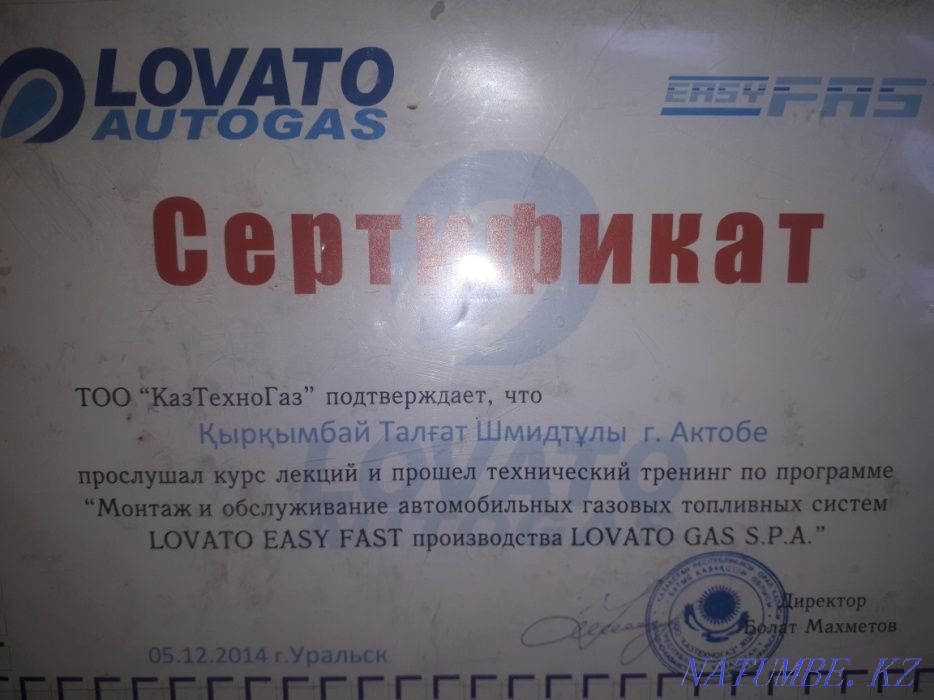 LOVATO
AUTOGAS
EASY FAS
Сертификат
ТОО “КазТехноГаз” подтверждает, что
Қырқымбай Талғат Шмидтұлы г. Актобе
прослушал курс лекций и прошел технический тренинг по программе
“Монтаж и обслуживание автомобильных газовых топливных систем
LOVATO EASY FAST производства LOVATO GAS S.P.A.”
Директор
Болат Махметов
05.12.2014 г.Уральск
NATUMBE.KZ